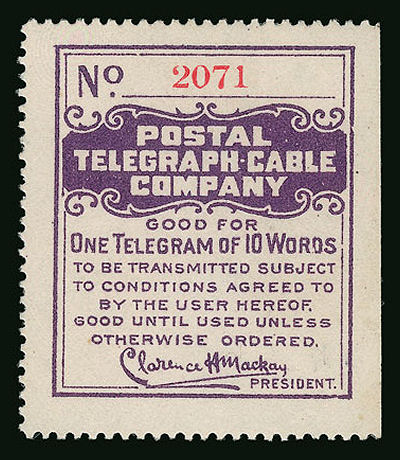 No. 2071
POSTAL
TELEGRAPH-CABLE
COMPANY
GOOD FOR
ONE TELEGRAM OF 10 WORDS
TO BE TRANSMITTED SUBJECT
TO CONDITIONS AGREED TO
BY THE USER HEREOF.
GOOD UNTIL USED UNLESS
OTHERWISE ORDERED.
Clarence H Mackay
PRESIDENT.